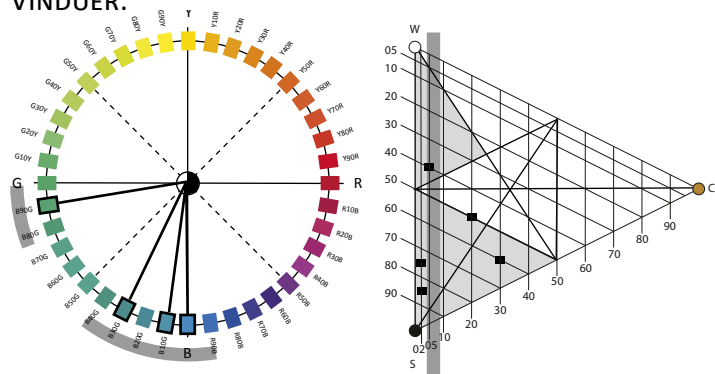 VINDUER.
Y
Y10R
Y20R
Y30R
Y40R
Y50R
Y60R
Y70R
Y80R
Y90R
R
R10B
R20B
R30B
R40B
R50B
R60B
R70B
R80B
R90B
B
B10G
B20G
B30G
B40G
B50G
B60G
B70G
B80G
B90G
G
G10Y
G20Y
G30Y
G40Y
G50Y
G60Y
G70Y
G80Y
G90Y
W
05
10
20
30
40
50
60
70
80
90
S
02
05
10
20
30
40
50
60
70
80
90
C